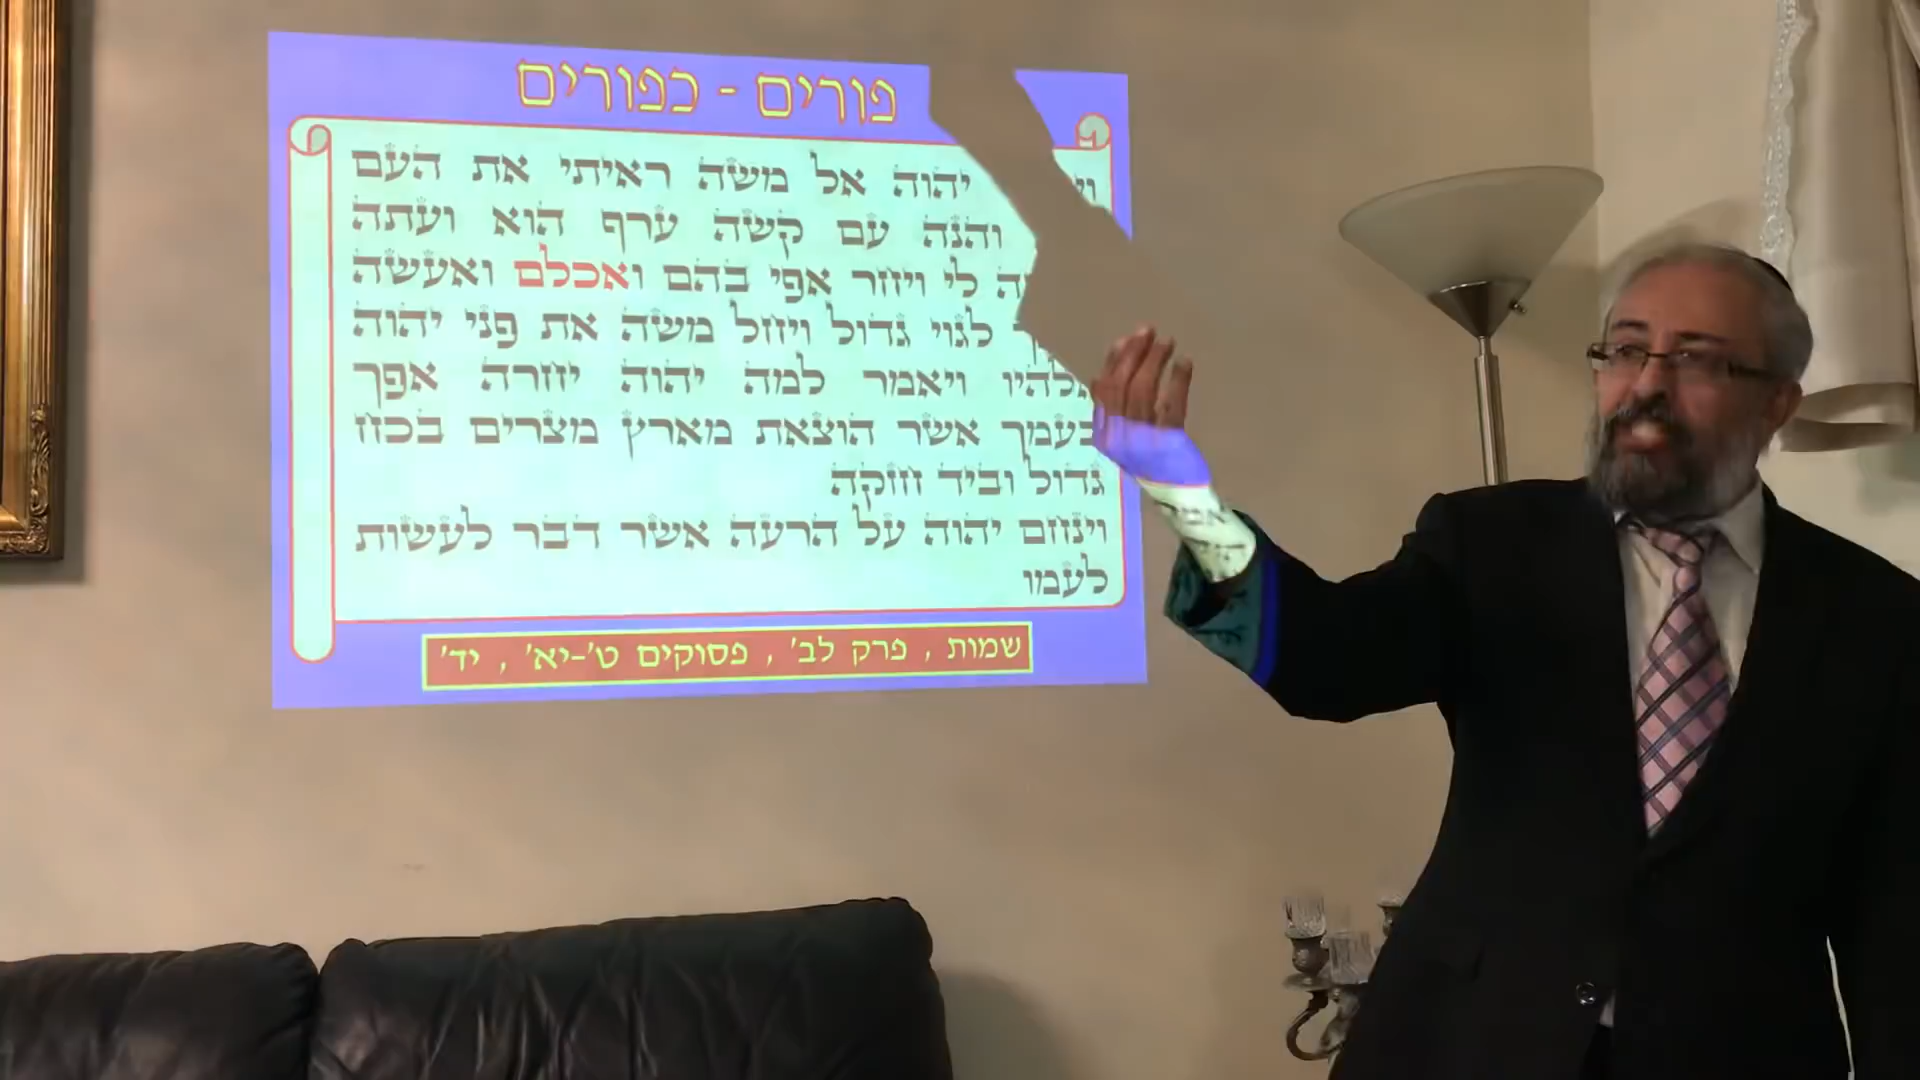 פורים - כפורים
יהוה אל משה ראיתי את העם
והנה עם קשה ערף הוא ועתה
לי ויחר אפי בהם ואכלם ואעשה
לגוי גדול ויחל משה את פני יהוה
אלהיו ויאמר למה יהוה יחרה אפך
בעמך אשר הוצאת מארץ מצרים בכח
גדול וביד חזקה
וינחם יהוה על הרעה אשר דבר לעשות
לעמו
שמות , פרק לב' , פסוקים ט'-יא' , יד'